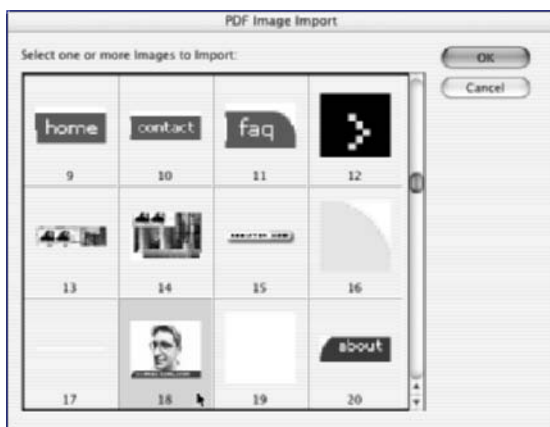 PDF Image Import
Select one or more Images to Import:
OK
Cancel
home
contact
faq
9
10
11
12
13
14
15
16
about
17
18
19
20